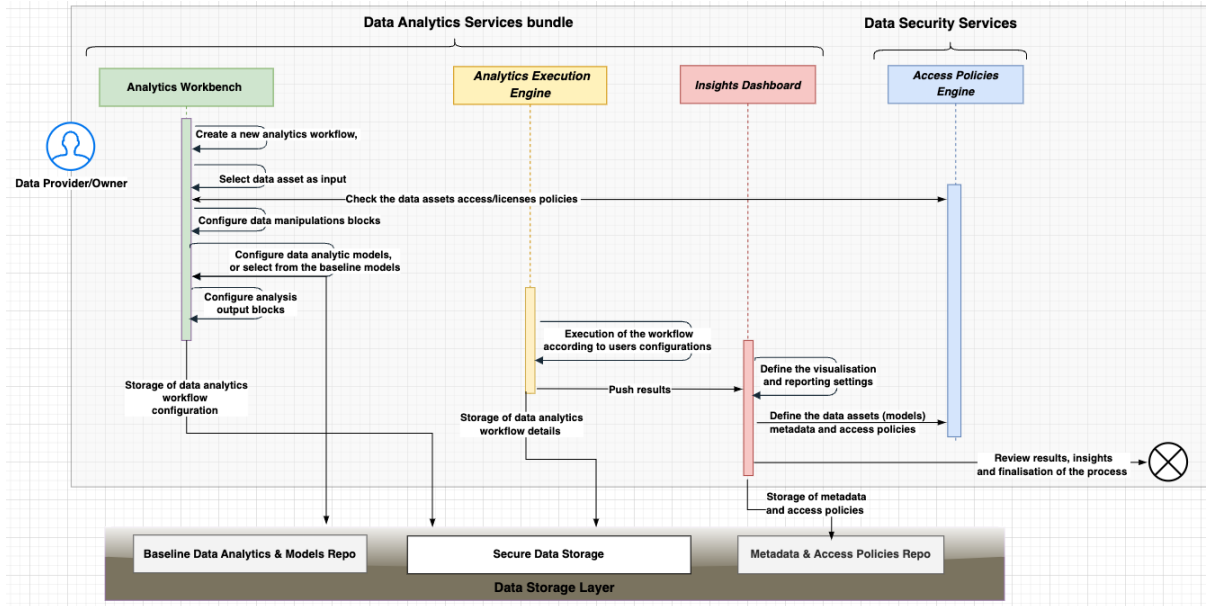 Data Analytics Services bundle
Data Security Services
Analytics Workbench
Analytics Execution
Engine
Insights Dashboard
Access Policies
Engine
Data Provider/Owner
Create a new analytics workflow,
Select data asset as input
Check the data assets access/licenses policies
Configure data manipulations blocks
Configure data analytic models,
or select from the baseline models
Configure analysis
output blocks
Execution of the workflow
according to users configurations
Define the visualisation
and reporting settings
Push results
Storage of data analytics
workflow
configuration
Storage of data analytics
workflow details
Define the data assets (models)
metadata and access policies
Review results, insights
and finalisation of the process
Storage of metadata
and access policies
Baseline Data Analytics & Models Repo
Secure Data Storage
Metadata & Access Policies Repo
Data Storage Layer